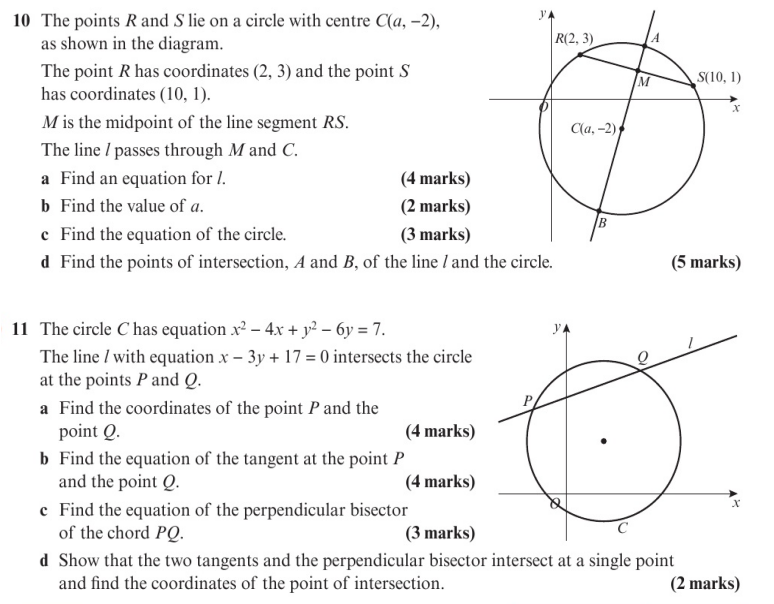 10 The points R and S lie on a circle with centre C(a, −2),
as shown in the diagram.
The point R has coordinates (2, 3) and the point S
has coordinates (10, 1).
M is the midpoint of the line segment RS.
The line l passes through M and C.
a Find an equation for l. (4 marks)
b Find the value of a. (2 marks)
c Find the equation of the circle. (3 marks)
d Find the points of intersection, A and B, of the line l and the circle. (5 marks)
y
R(2, 3)
A
M
S(10, 1)
O
x
C(a, −2)
B
11 The circle C has equation x² − 4x + y² − 6y = 7.
The line l with equation x − 3y + 17 = 0 intersects the circle
at the points P and Q.
a Find the coordinates of the point P and the
point Q. (4 marks)
b Find the equation of the tangent at the point P
and the point Q. (4 marks)
c Find the equation of the perpendicular bisector
of the chord PQ. (3 marks)
d Show that the two tangents and the perpendicular bisector intersect at a single point
and find the coordinates of the point of intersection. (2 marks)
y
l
Q
P
O
x
C